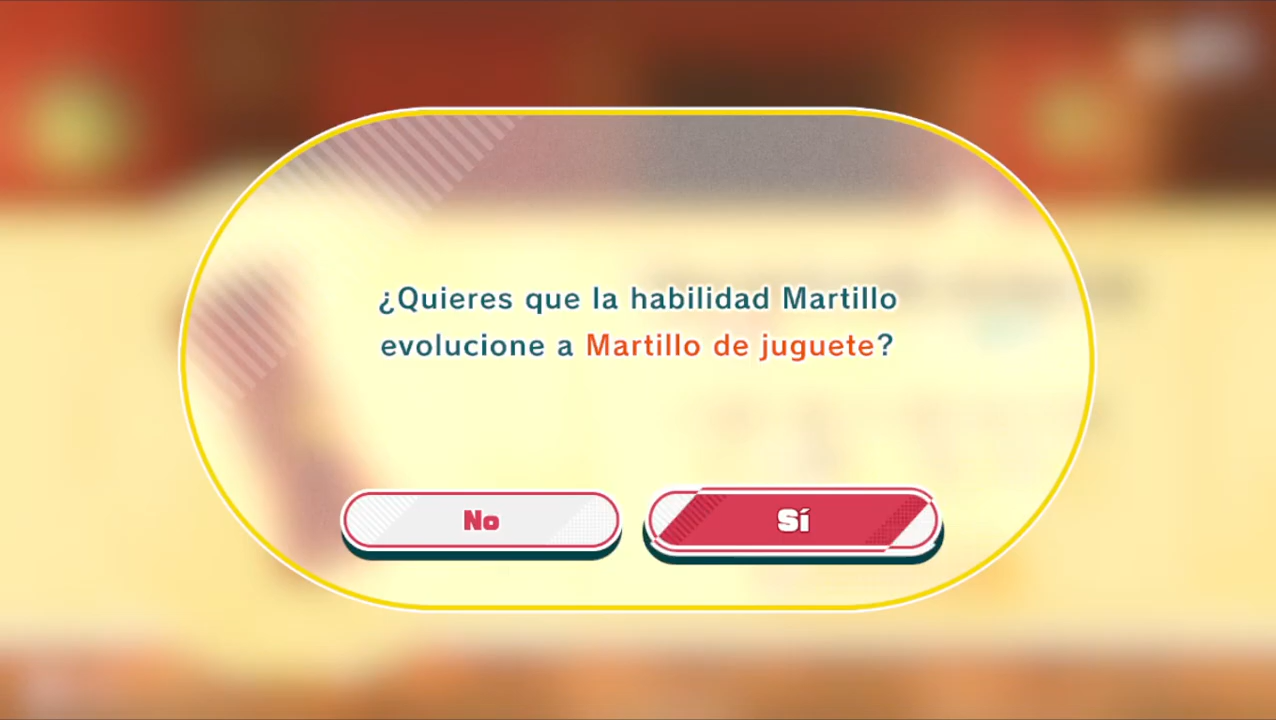 ¿Quieres que la habilidad Martillo
evolucione a Martillo de juguete?
No
Sí